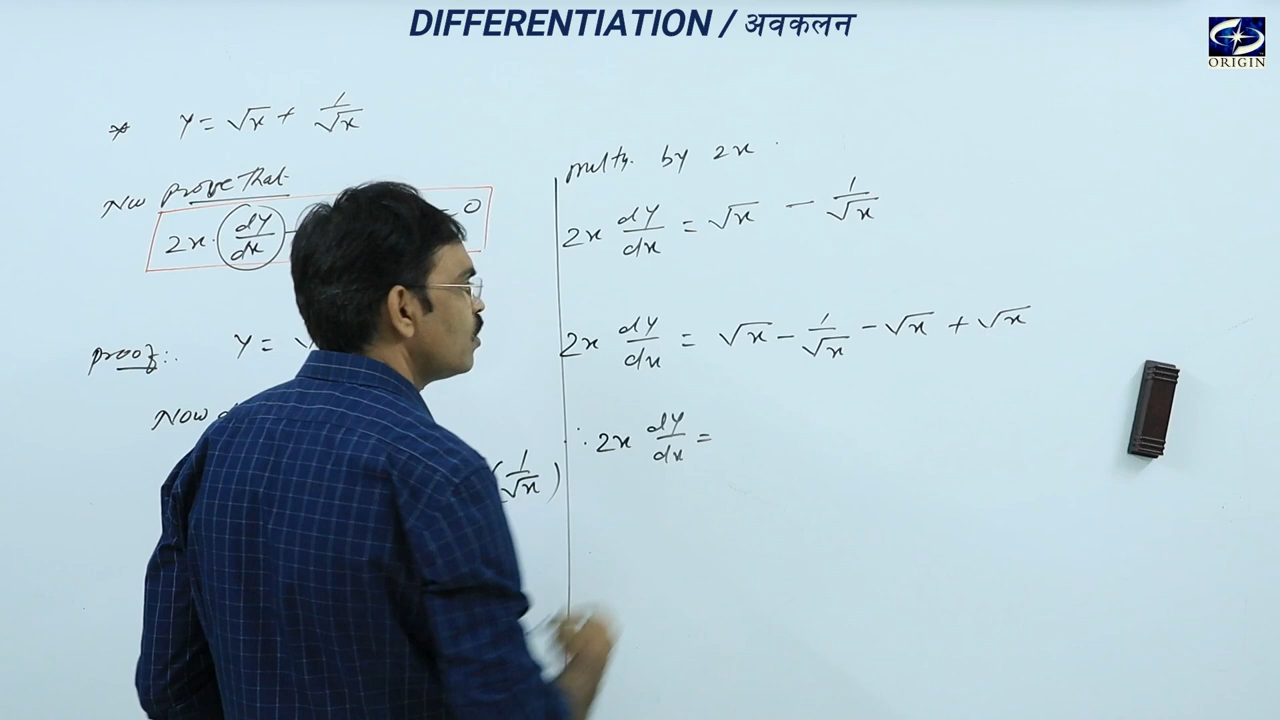 DIFFERENTIATION / अवकलन
ORIGIN
* y = √x + 1/√x
Now prove that
2x · dy/dx - 0
Proof:. y = √
Now d
(1/√x)
multy. by 2x
2x dy/dx = √x - 1/√x
2x dy/dx = √x - 1/√x - √x + √x
∴ 2x dy/dx =